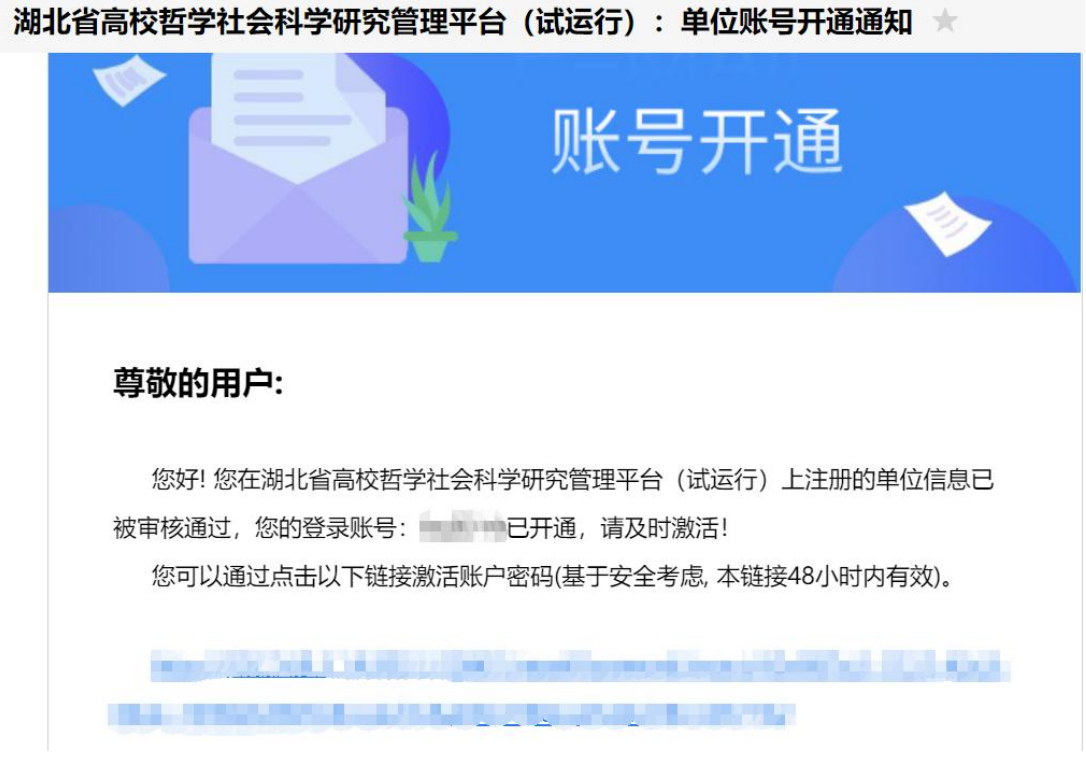 湖北省高校哲学社会科学研究管理平台（试运行）：单位账号开通通知
账号开通
尊敬的用户:
您好! 您在湖北省高校哲学社会科学研究管理平台（试运行）上注册的单位信息已
被审核通过，您的登录账号：已开通，请及时激活！
您可以通过点击以下链接激活账户密码(基于安全考虑, 本链接48小时内有效)。